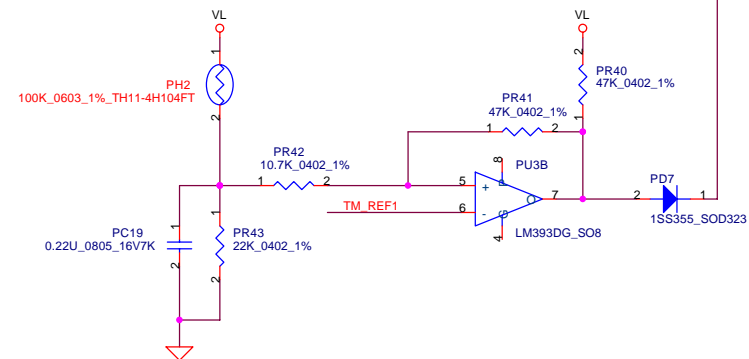 VL
1
PH2
100K_0603_1%_TH11-4H104FT
2
VL
2
PR40
47K_0402_1%
1
PR41
47K_0402_1%
1
2
PR42
10.7K_0402_1%
1
2
8
PU3B
5
+
P
O
7
6
-
G
4
LM393DG_SO8
TM_REF1
2
PD7
1
1SS355_SOD323
1
PC19
0.22U_0805_16V7K
2
1
PR43
22K_0402_1%
2